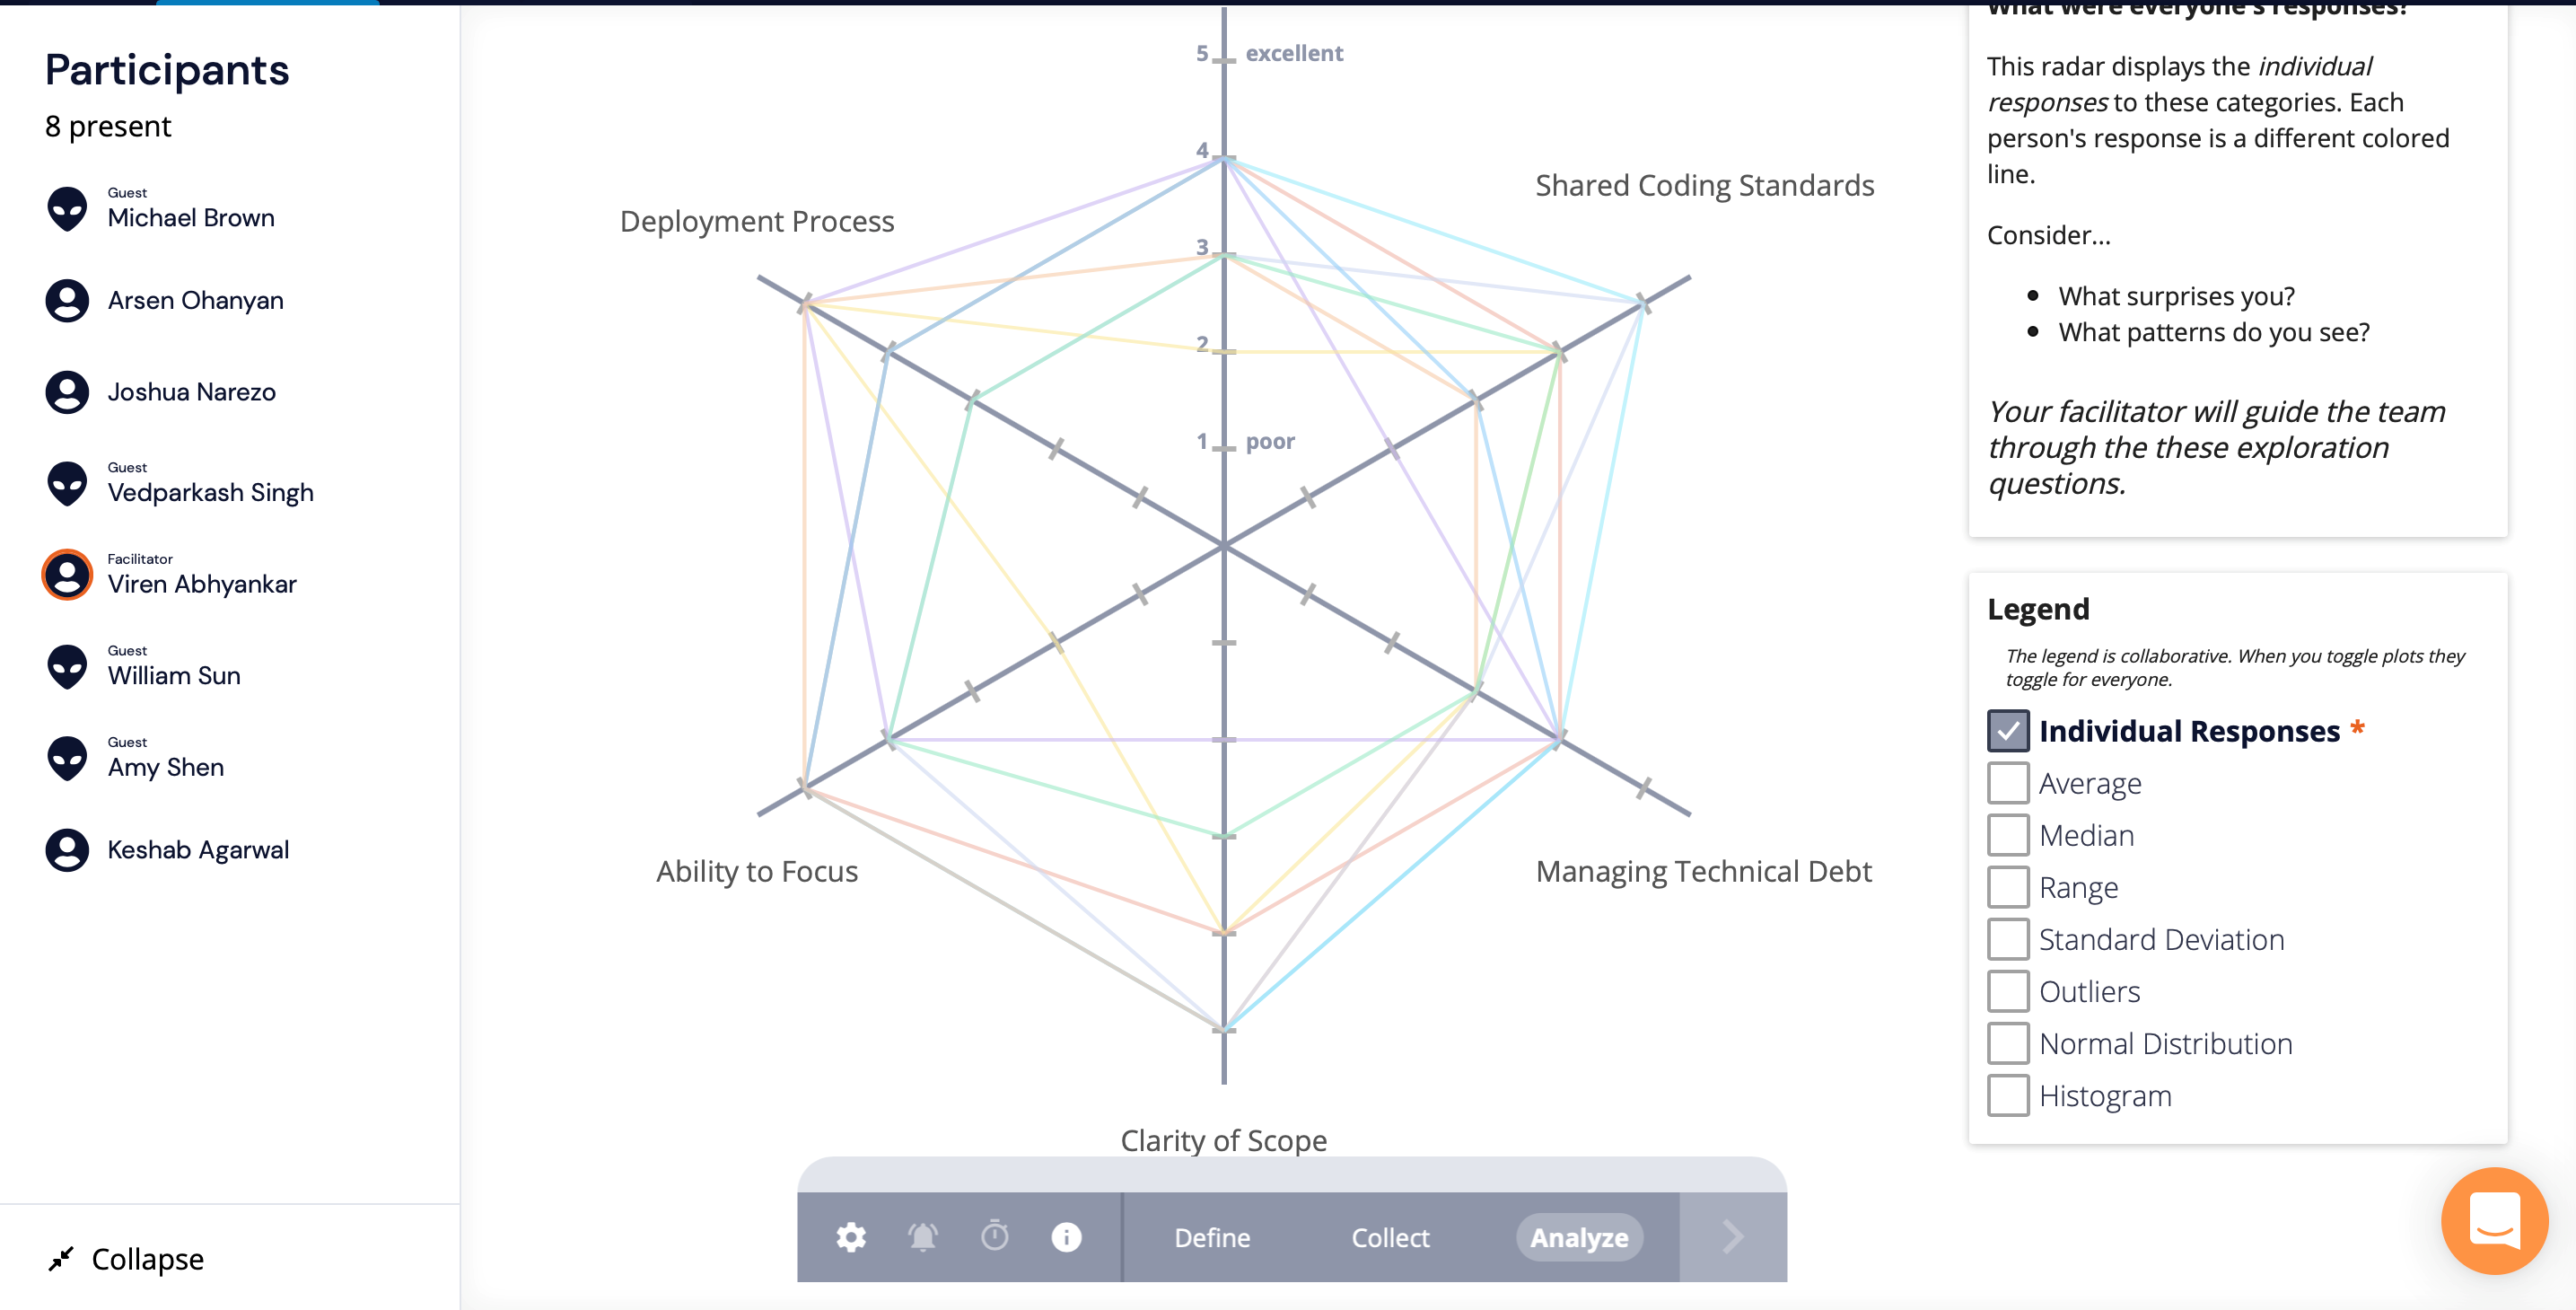 Participants
8 present
Guest
Michael Brown
Arsen Ohanyan
Joshua Narezo
Guest
Vedparkash Singh
Facilitator
Viren Abhyankar
Guest
William Sun
Guest
Amy Shen
Keshab Agarwal
Collapse
5 excellent
4
3
2
1 poor
Shared Coding Standards
Deployment Process
Ability to Focus
Managing Technical Debt
Clarity of Scope
Define
Collect
Analyze
What were everyone's responses?
This radar displays the individual
responses to these categories. Each
person's response is a different colored
line.
Consider...
• What surprises you?
• What patterns do you see?
Your facilitator will guide the team
through the these exploration
questions.
Legend
The legend is collaborative. When you toggle plots they
toggle for everyone.
Individual Responses *
Average
Median
Range
Standard Deviation
Outliers
Normal Distribution
Histogram